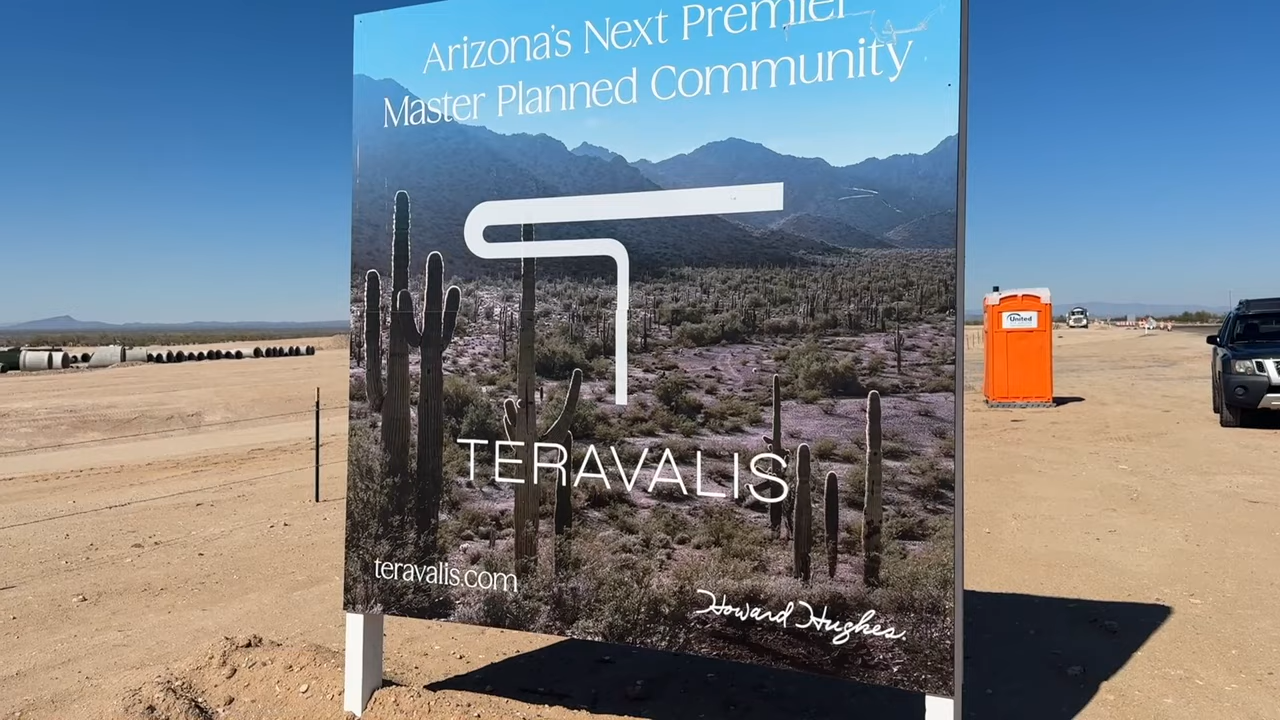 Arizona's Next Premier
Master Planned Community
TERAVALIS
teravalis.com
Howard Hughes
United